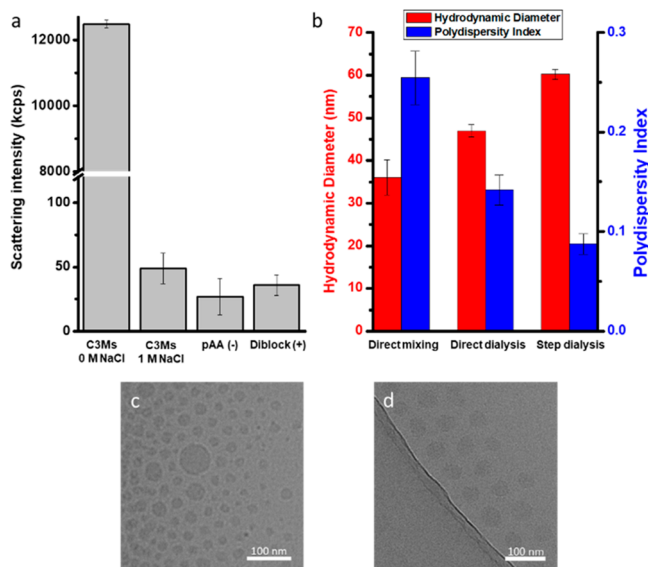 a
Scattering intensity (kcps)
12000
10000
8000
100
50
0
C3Ms
0 M NaCl
C3Ms
1 M NaCl
pAA (-)
Diblock (+)
b
Hydrodynamic Diameter
Polydispersity Index
Hydrodynamic Diameter (nm)
70
60
50
40
30
20
10
0
0.3
0.2
0.1
0.0
Polydispersity Index
Direct mixing
Direct dialysis
Step dialysis
c
100 nm
d
100 nm